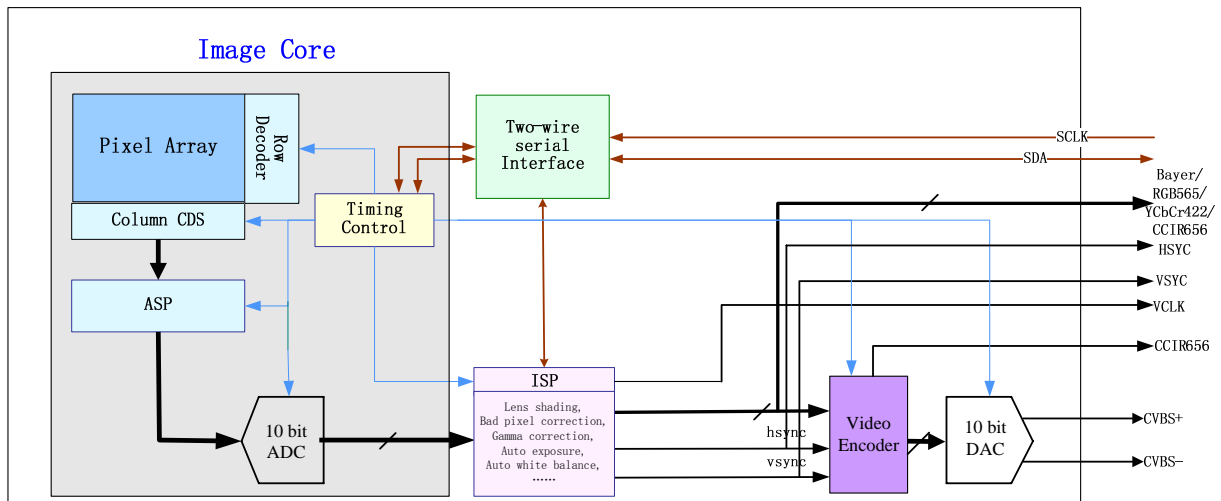 Image Core
Pixel Array
Row
Decoder
Column CDS
ASP
10 bit
ADC
Timing
Control
Two-wire
serial
Interface
ISP
Lens shading,
Bad pixel correction,
Gamma correction,
Auto exposure,
Auto white balance,
......
hsync
vsync
Video
Encoder
10 bit
DAC
SCLK
SDA
Bayer/
RGB565/
YCbCr422/
CCIR656
HSYC
VSYC
VCLK
CCIR656
CVBS+
CVBS-